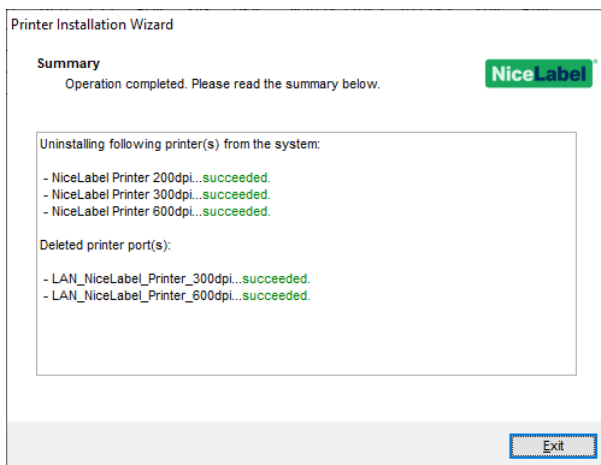 Printer Installation Wizard
Summary
Operation completed. Please read the summary below.
NiceLabel
Uninstalling following printer(s) from the system:
- NiceLabel Printer 200dpi...succeeded.
- NiceLabel Printer 300dpi...succeeded.
- NiceLabel Printer 600dpi...succeeded.
Deleted printer port(s):
- LAN_NiceLabel_Printer_300dpi...succeeded.
- LAN_NiceLabel_Printer_600dpi...succeeded.
Exit